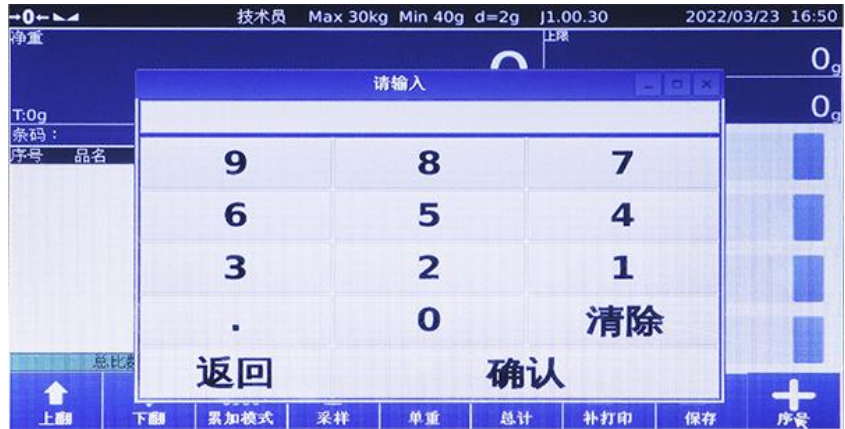 →0← 技术员 Max 30kg Min 40g d=2g J1.00.30 2022/03/23 16:50
净重 0 上限 0g
T:0g 0g
条码：
序号 品名
请输入
9 8 7
6 5 4
3 2 1
. 0 清除
返回 确认
总比数
上翻 下翻 累加模式 采样 单重 总计 补打印 保存 序号